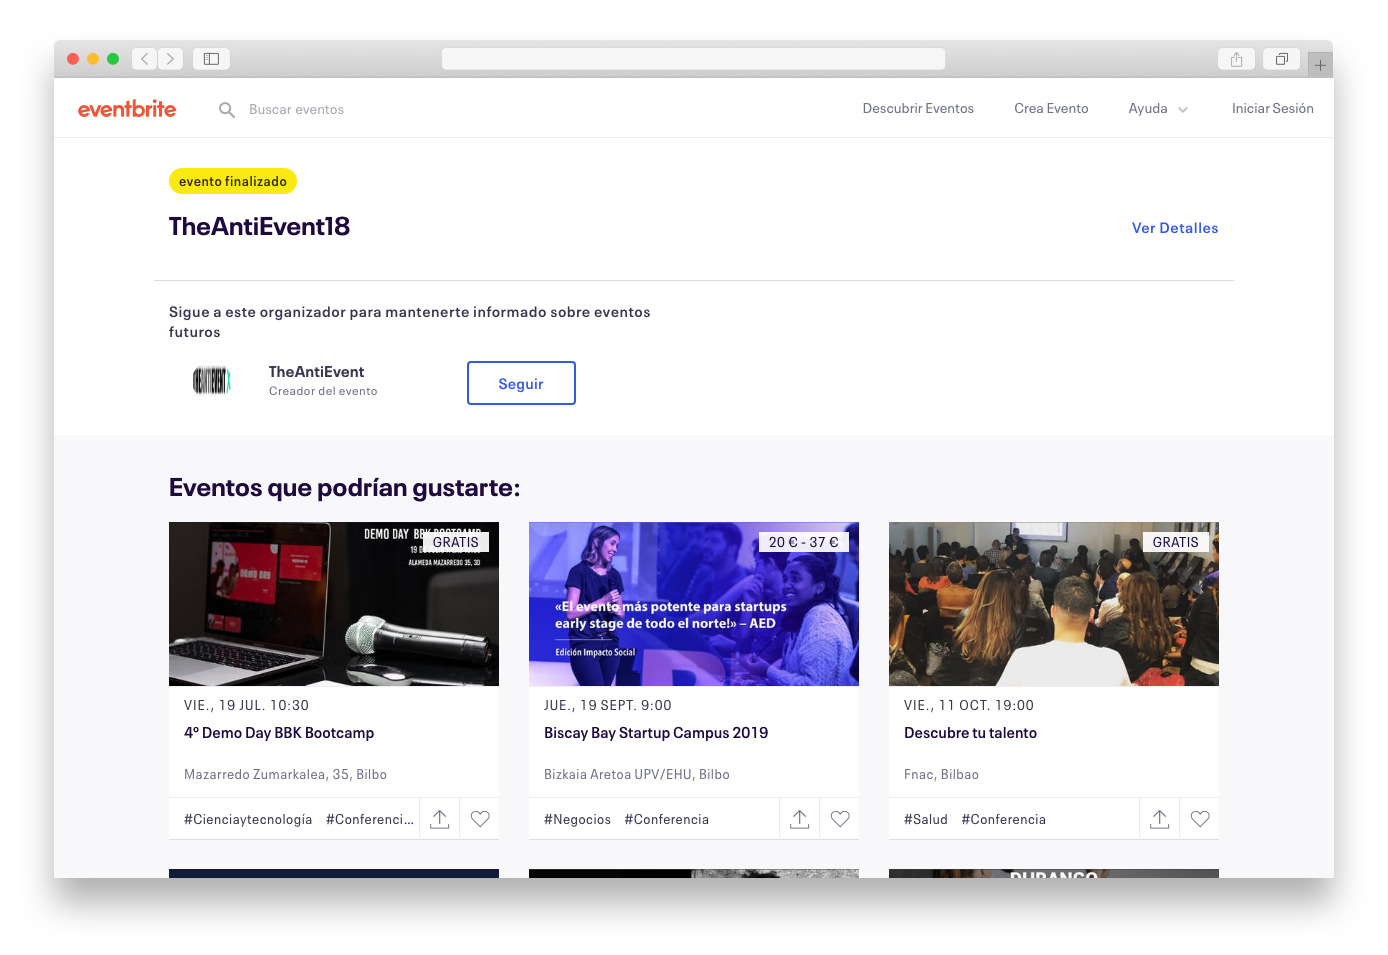 eventbrite
Buscar eventos
Descubrir Eventos
Crea Evento
Ayuda
Iniciar Sesión
evento finalizado
TheAntiEvent18
Ver Detalles
Sigue a este organizador para mantenerte informado sobre eventos
futuros
THEANTIEVENTX
TheAntiEvent
Creador del evento
Seguir
Eventos que podrían gustarte:
DEMO DAY BBK BOOTCAMP
GRATIS
19
ALAMEDA MAZARREDO 35, 3D
DEMO DAY
VIE., 19 JUL. 10:30
4º Demo Day BBK Bootcamp
Mazarredo Zumarkalea, 35, Bilbo
#Cienciaytecnología #Conferenci...
20 € - 37 €
«El evento más potente para startups
early stage de todo el norte!» – AED
Edición Impacto Social
JUE., 19 SEPT. 9:00
Biscay Bay Startup Campus 2019
Bizkaia Aretoa UPV/EHU, Bilbo
#Negocios #Conferencia
GRATIS
VIE., 11 OCT. 19:00
Descubre tu talento
Fnac, Bilbao
#Salud #Conferencia
DURANGO